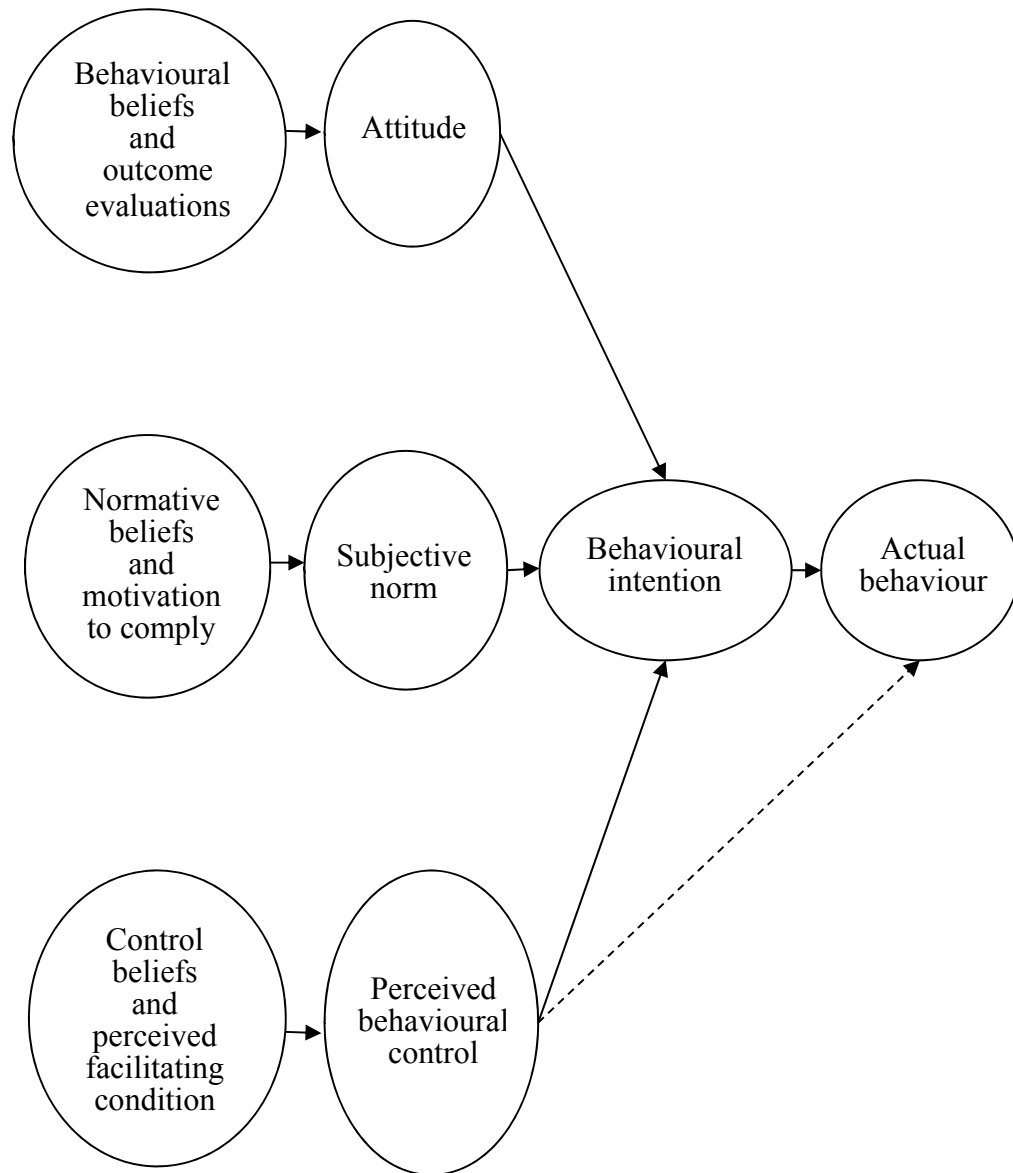 Behavioural
beliefs
and
outcome
evaluations
Attitude
Normative
beliefs
and
motivation
to comply
Subjective
norm
Behavioural
intention
Actual
behaviour
Control
beliefs
and
perceived
facilitating
condition
Perceived
behavioural
control